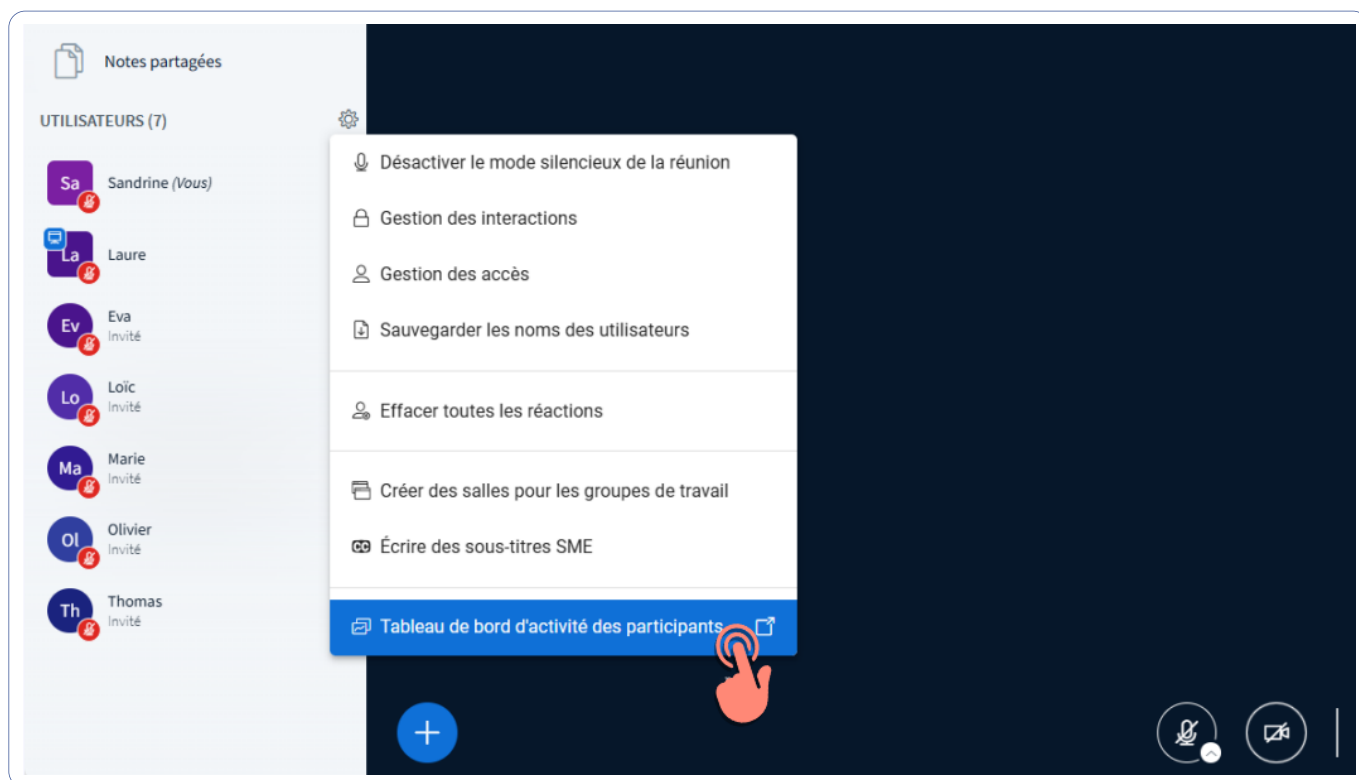 Notes partagées
UTILISATEURS (7)
Sa
Sandrine (Vous)
La
Laure
Ev
Eva
Invité
Lo
Loïc
Invité
Ma
Marie
Invité
Ol
Olivier
Invité
Th
Thomas
Invité
Désactiver le mode silencieux de la réunion
Gestion des interactions
Gestion des accès
Sauvegarder les noms des utilisateurs
Effacer toutes les réactions
Créer des salles pour les groupes de travail
CC Écrire des sous-titres SME
Tableau de bord d'activité des participants